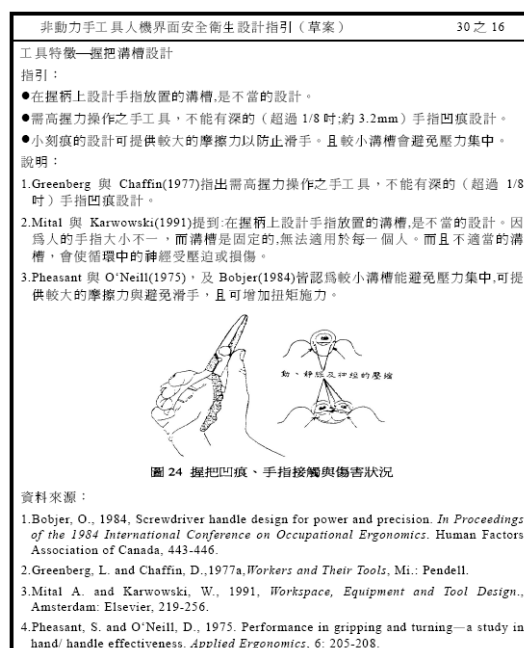 非動力手工具人機界面安全衛生設計指引(草案) 30 之 16
工具特徵—握把溝槽設計
指引：
●在握柄上設計手指放置的溝槽,是不當的設計。
●需高握力操作之手工具，不能有深的（超過 1/8 吋;約 3.2mm）手指凹痕設計。
●小刻痕的設計可提供較大的摩擦力以防止滑手。且較小溝槽會避免壓力集中。
說明：
1.Greenberg 與 Chaffin(1977)指出需高握力操作之手工具，不能有深的（超過 1/8
吋）手指凹痕設計。
2.Mital 與 Karwowski(1991)提到:在握柄上設計手指放置的溝槽,是不當的設計。因
爲人的手指大小不一，而溝槽是固定的,無法適用於每一個人。而且不適當的溝
槽，會使循環中的神經受壓迫或損傷。
3.Pheasant 與 O'Neill(1975)，及 Bobjer(1984)皆認爲較小溝槽能避免壓力集中,可提
供較大的摩擦力與避免滑手，且可增加扭矩施力。
動、靜脈及神經的壓縮
圖 24 握把凹痕、手指接觸與傷害狀況
資料來源：
1.Bobjer, O., 1984, Screwdriver handle design for power and precision. In Proceedings
of the 1984 International Conference on Occupational Ergonomics. Human Factors
Association of Canada, 443-446.
2.Greenberg, L. and Chaffin, D.,1977a,Workers and Their Tools, Mi.: Pendell.
3.Mital A. and Karwowski, W., 1991, Workspace, Equipment and Tool Design.,
Amsterdam: Elsevier, 219-256.
4.Pheasant, S. and O'Neill, D., 1975. Performance in gripping and turning—a study in
hand/ handle effectiveness. Applied Ergonomics, 6: 205-208.